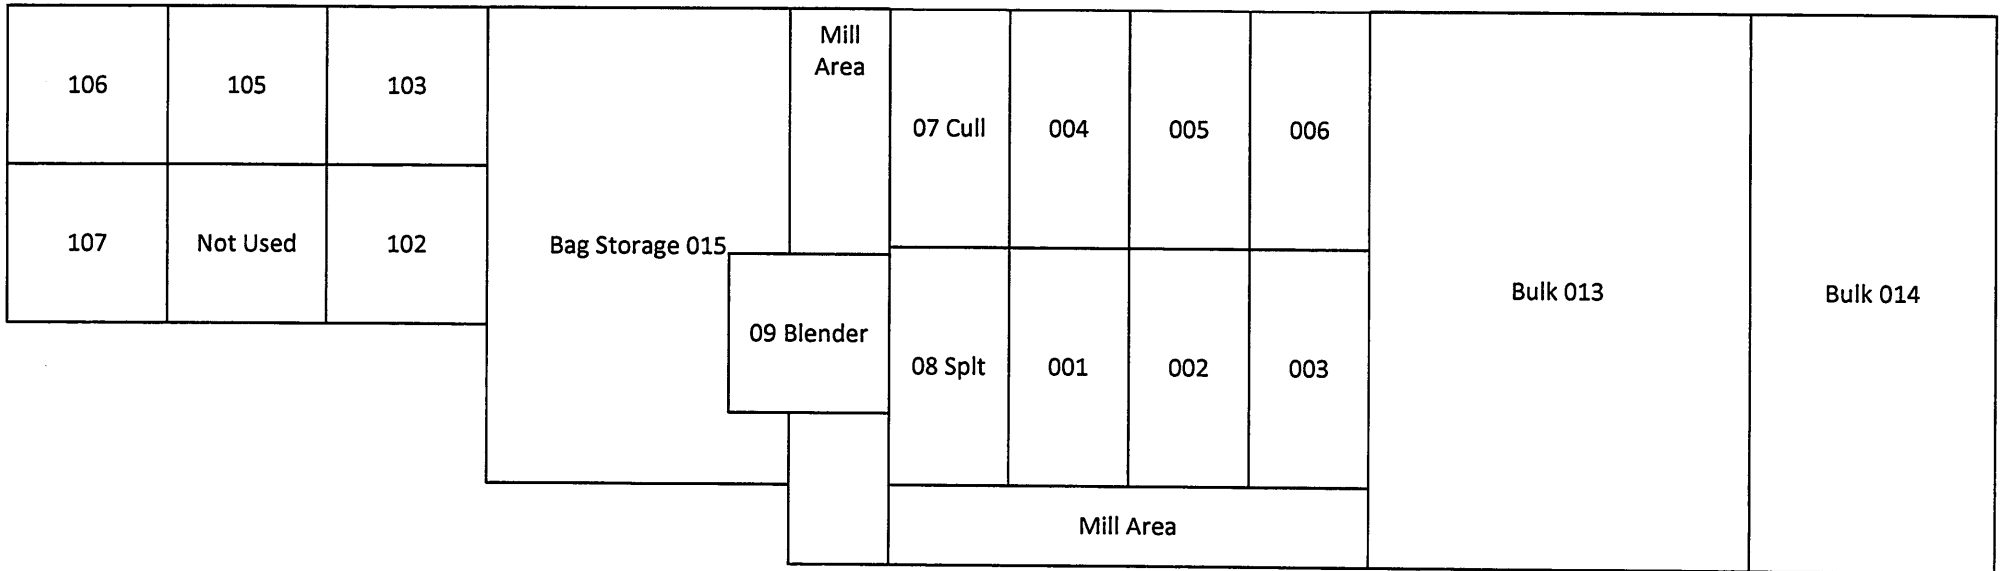 106
105
103
107
Not Used
102
Bag Storage 015
Mill
Area
09 Blender
07 Cull
004
005
006
08 Splt
001
002
003
Mill Area
Bulk 013
Bulk 014